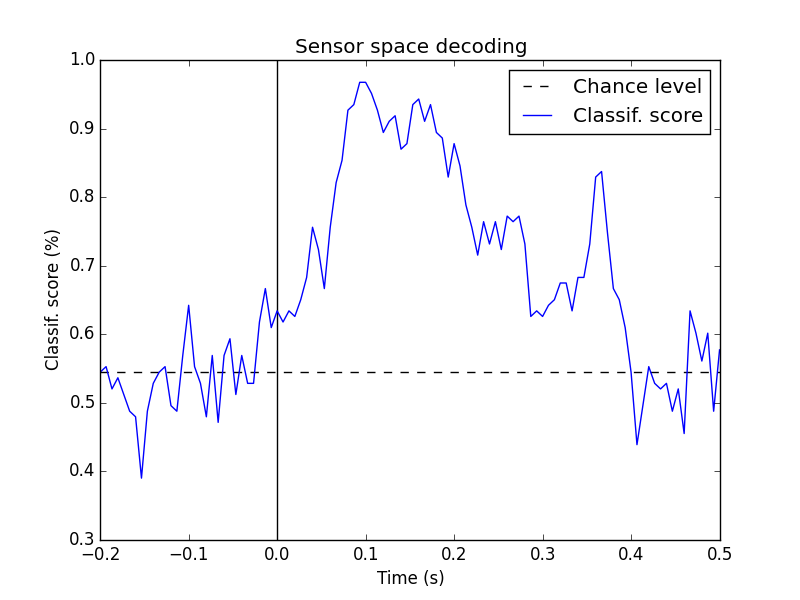 Sensor space decoding
1.0
0.9
0.8
0.7
0.6
0.5
0.4
0.3
Classif. score (%)
Chance level
Classif. score
−0.2 −0.1 0.0 0.1 0.2 0.3 0.4 0.5
Time (s)